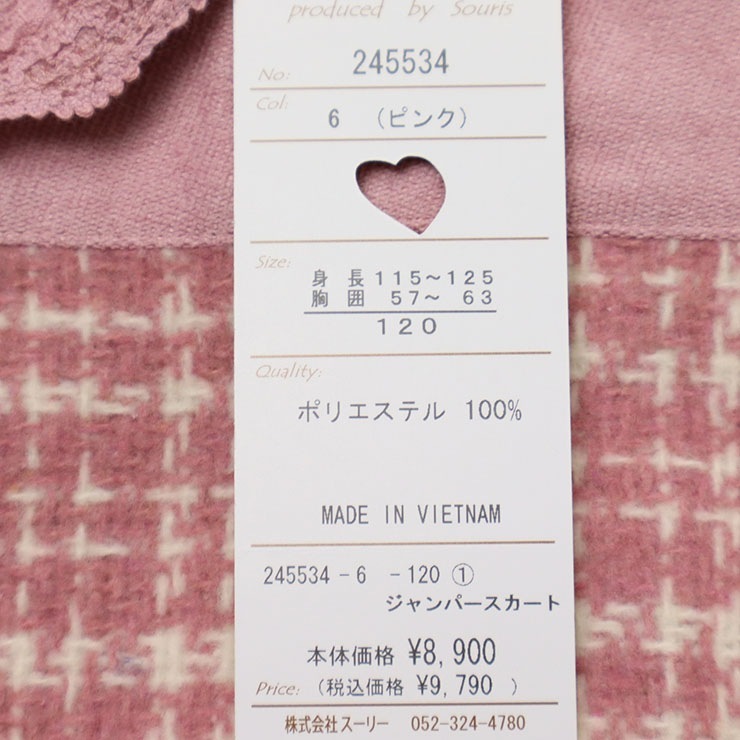 produced by Souris
No: 245534
Col: 6 (ピンク)
Size:
身 長 115～125
胸 囲 57～ 63
120
Quality:
ポリエステル 100%
MADE IN VIETNAM
245534 - 6 -120 ①
ジャンパースカート
本体価格 ¥8,900
Price: (税込価格 ¥9,790 )
株式会社スーリー 052-324-4780